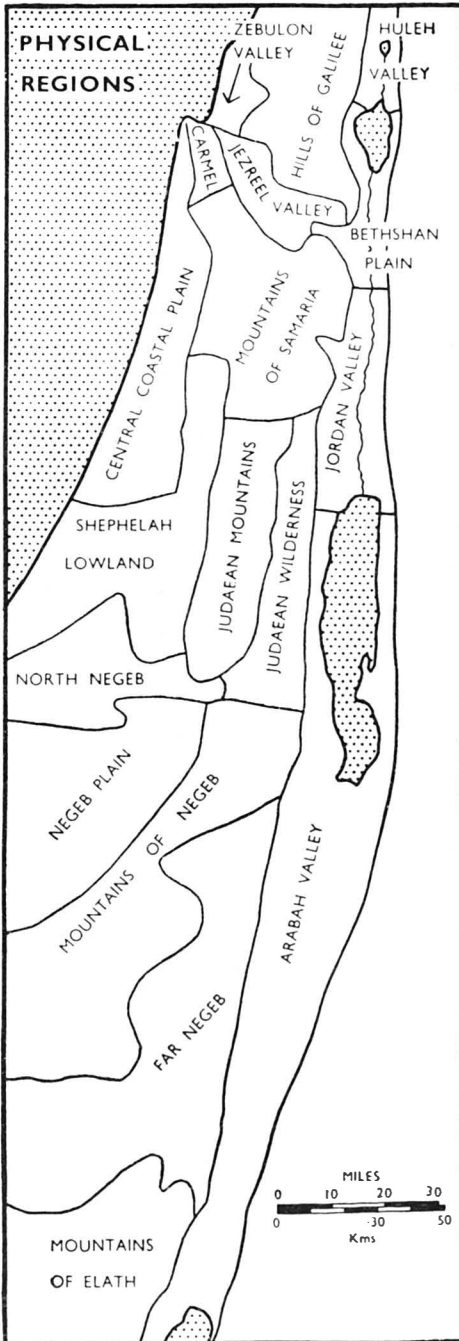 PHYSICAL
REGIONS
ZEBULON
VALLEY
HULEH
VALLEY
HILLS OF GALILEE
CARMEL
JEZREEL
VALLEY
BETHSHAN
PLAIN
MOUNTAINS
OF SAMARIA
CENTRAL COASTAL PLAIN
JORDAN VALLEY
SHEPHELAH
LOWLAND
JUDAEAN MOUNTAINS
JUDAEAN WILDERNESS
NORTH NEGEB
NEGEB PLAIN
MOUNTAINS OF NEGEB
ARABAH VALLEY
FAR NEGEB
MILES
0 10 20 30
0 30 50
Kms
MOUNTAINS
OF ELATH